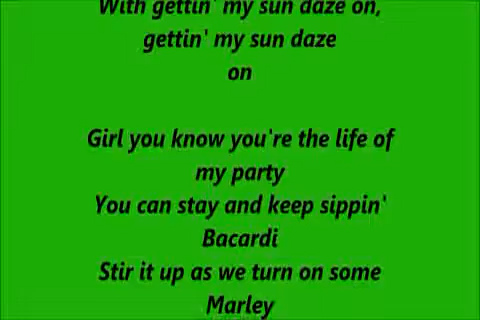 With gettin' my sun daze on,
gettin' my sun daze
on
Girl you know you're the life of
my party
You can stay and keep sippin'
Bacardi
Stir it up as we turn on some
Marley